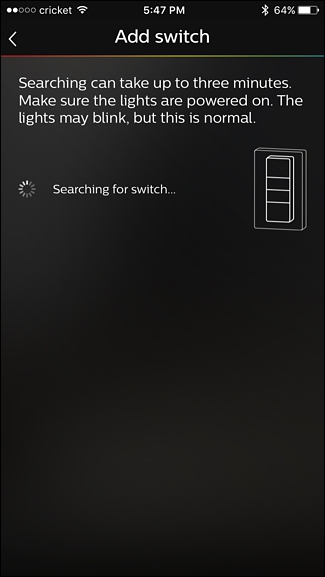 cricket 5:47 PM 64%
Add switch
Searching can take up to three minutes.
Make sure the lights are powered on. The
lights may blink, but this is normal.
Searching for switch...